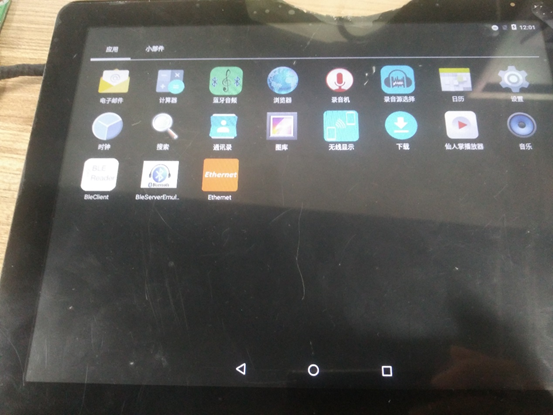 12:01
应用 小部件
电子邮件 计算器 蓝牙音频 浏览器 录音机 录音源选择 日历 设置
时钟 搜索 通讯录 图库 无线显示 下载 仙人掌播放器 音乐
Bluetooth Ethernet
BleClient BleServerEmul.. Ethernet